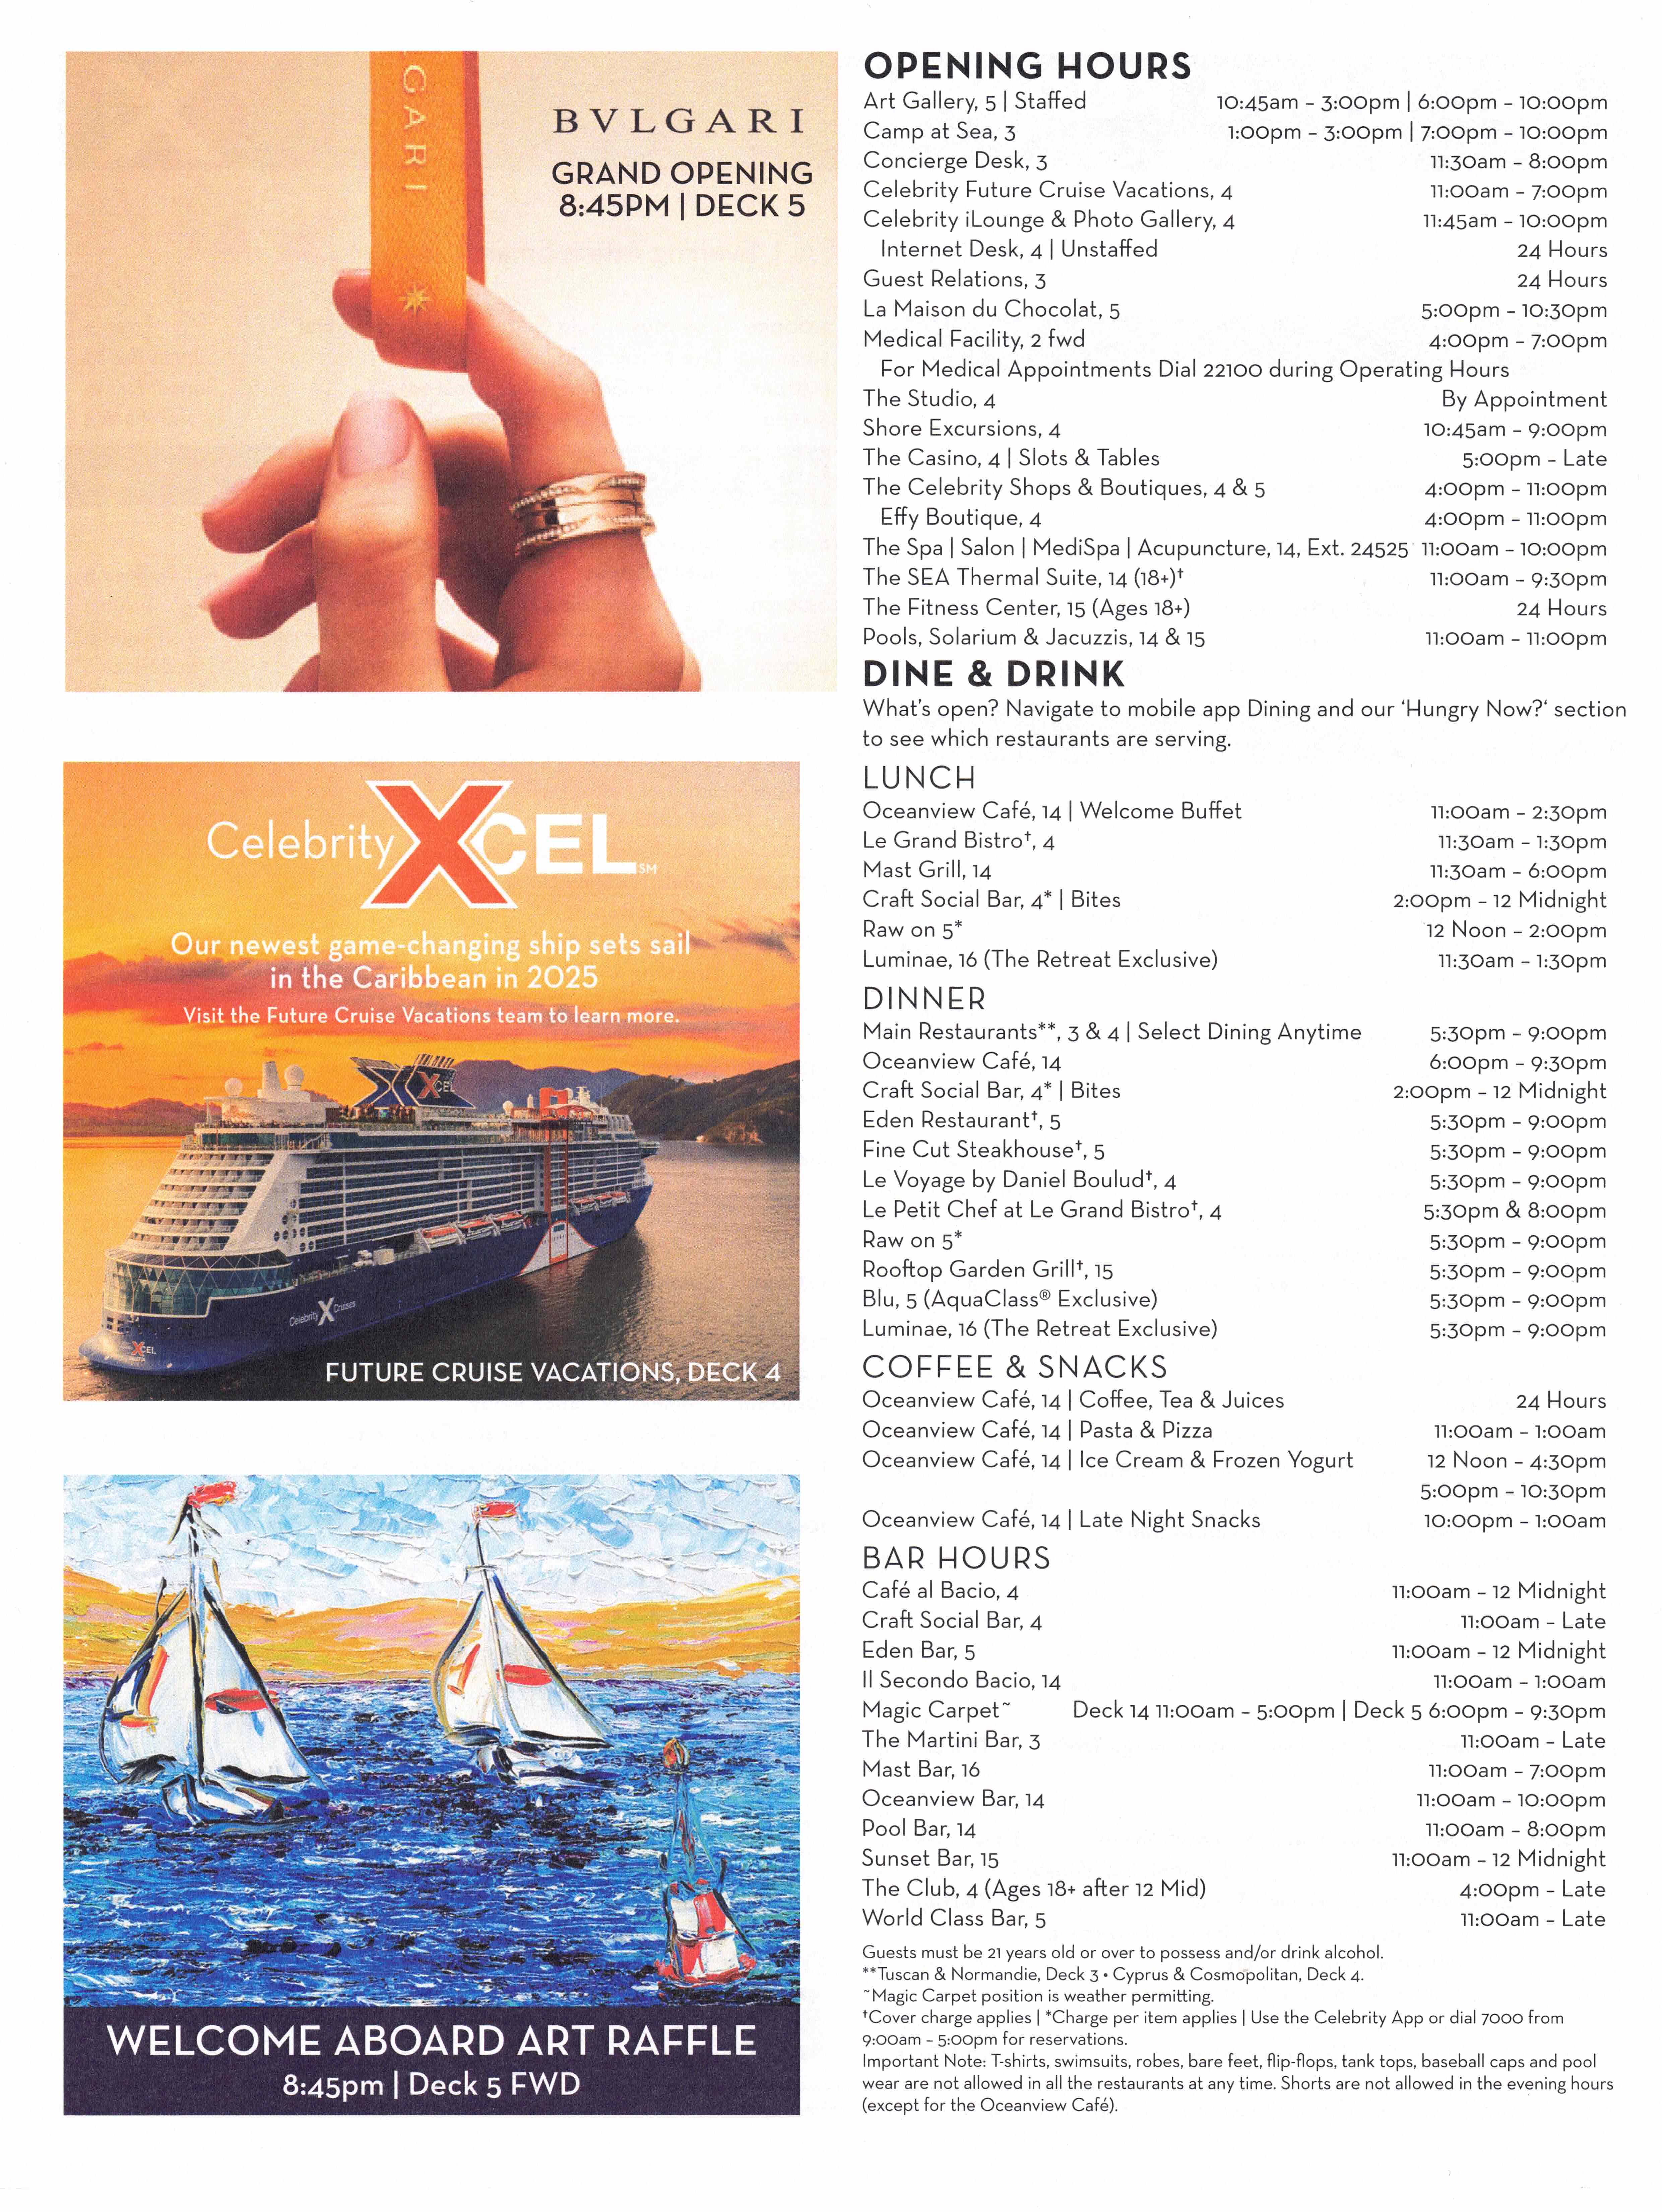 LGARI
BVLGARI
GRAND OPENING
8:45PM | DECK 5
Celebrity XCEL SM
Our newest game-changing ship sets sail
in the Caribbean in 2025
Visit the Future Cruise Vacations team to learn more.
XCEL
Celebrity X Cruises
XCEL
FUTURE CRUISE VACATIONS, DECK 4
WELCOME ABOARD ART RAFFLE
8:45pm | Deck 5 FWD
OPENING HOURS
Art Gallery, 5 | Staffed 10:45am – 3:00pm | 6:00pm – 10:00pm
Camp at Sea, 3 1:00pm – 3:00pm | 7:00pm – 10:00pm
Concierge Desk, 3 11:30am – 8:00pm
Celebrity Future Cruise Vacations, 4 11:00am – 7:00pm
Celebrity iLounge & Photo Gallery, 4 11:45am – 10:00pm
Internet Desk, 4 | Unstaffed 24 Hours
Guest Relations, 3 24 Hours
La Maison du Chocolat, 5 5:00pm – 10:30pm
Medical Facility, 2 fwd 4:00pm – 7:00pm
For Medical Appointments Dial 22100 during Operating Hours
The Studio, 4 By Appointment
Shore Excursions, 4 10:45am – 9:00pm
The Casino, 4 | Slots & Tables 5:00pm – Late
The Celebrity Shops & Boutiques, 4 & 5 4:00pm – 11:00pm
Effy Boutique, 4 4:00pm – 11:00pm
The Spa | Salon | MediSpa | Acupuncture, 14, Ext. 24525 11:00am – 10:00pm
The SEA Thermal Suite, 14 (18+)† 11:00am – 9:30pm
The Fitness Center, 15 (Ages 18+) 24 Hours
Pools, Solarium & Jacuzzis, 14 & 15 11:00am – 11:00pm
DINE & DRINK
What's open? Navigate to mobile app Dining and our ‘Hungry Now?‘ section
to see which restaurants are serving.
LUNCH
Oceanview Café, 14 | Welcome Buffet 11:00am – 2:30pm
Le Grand Bistro†, 4 11:30am – 1:30pm
Mast Grill, 14 11:30am – 6:00pm
Craft Social Bar, 4* | Bites 2:00pm – 12 Midnight
Raw on 5* 12 Noon – 2:00pm
Luminae, 16 (The Retreat Exclusive) 11:30am – 1:30pm
DINNER
Main Restaurants**, 3 & 4 | Select Dining Anytime 5:30pm – 9:00pm
Oceanview Café, 14 6:00pm – 9:30pm
Craft Social Bar, 4* | Bites 2:00pm – 12 Midnight
Eden Restaurant†, 5 5:30pm – 9:00pm
Fine Cut Steakhouse†, 5 5:30pm – 9:00pm
Le Voyage by Daniel Boulud†, 4 5:30pm – 9:00pm
Le Petit Chef at Le Grand Bistro†, 4 5:30pm & 8:00pm
Raw on 5* 5:30pm – 9:00pm
Rooftop Garden Grill†, 15 5:30pm – 9:00pm
Blu, 5 (AquaClass® Exclusive) 5:30pm – 9:00pm
Luminae, 16 (The Retreat Exclusive) 5:30pm – 9:00pm
COFFEE & SNACKS
Oceanview Café, 14 | Coffee, Tea & Juices 24 Hours
Oceanview Café, 14 | Pasta & Pizza 11:00am – 1:00am
Oceanview Café, 14 | Ice Cream & Frozen Yogurt 12 Noon – 4:30pm
5:00pm – 10:30pm
Oceanview Café, 14 | Late Night Snacks 10:00pm – 1:00am
BAR HOURS
Café al Bacio, 4 11:00am – 12 Midnight
Craft Social Bar, 4 11:00am – Late
Eden Bar, 5 11:00am – 12 Midnight
Il Secondo Bacio, 14 11:00am – 1:00am
Magic Carpet~ Deck 14 11:00am – 5:00pm | Deck 5 6:00pm – 9:30pm
The Martini Bar, 3 11:00am – Late
Mast Bar, 16 11:00am – 7:00pm
Oceanview Bar, 14 11:00am – 10:00pm
Pool Bar, 14 11:00am – 8:00pm
Sunset Bar, 15 11:00am – 12 Midnight
The Club, 4 (Ages 18+ after 12 Mid) 4:00pm – Late
World Class Bar, 5 11:00am – Late
Guests must be 21 years old or over to possess and/or drink alcohol.
**Tuscan & Normandie, Deck 3 • Cyprus & Cosmopolitan, Deck 4.
~Magic Carpet position is weather permitting.
†Cover charge applies | *Charge per item applies | Use the Celebrity App or dial 7000 from
9:00am – 5:00pm for reservations.
Important Note: T-shirts, swimsuits, robes, bare feet, flip-flops, tank tops, baseball caps and pool
wear are not allowed in all the restaurants at any time. Shorts are not allowed in the evening hours
(except for the Oceanview Café).